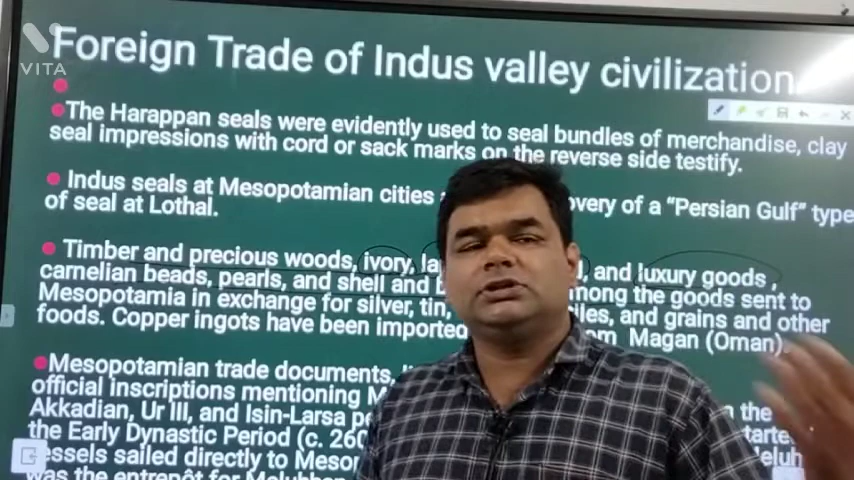 VITA
Foreign Trade of Indus valley civilization
The Harappan seals were evidently used to seal bundles of merchandise, clay
seal impressions with cord or sack marks on the reverse side testify.
Indus seals at Mesopotamian cities overy of a “Persian Gulf” type
of seal at Lothal.
Timber and precious woods, ivory, la and luxury goods ,
carnelian beads, pearls, and shell and mong the goods sent to
Mesopotamia in exchange for silver, tin, iles, and grains and other
foods. Copper ingots have been imported om Magan (Oman).
Mesopotamian trade documents,
official inscriptions mentioning M
Akkadian, Ur III, and Isin-Larsa pe the
the Early Dynastic Period (c. 260 tarte
essels sailed directly to Meso eluh
was the entrepôt for Meluhhan